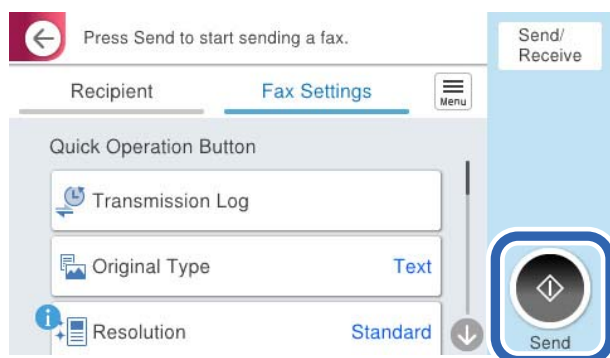 Press Send to start sending a fax.
Send/
Receive
Recipient
Fax Settings
Menu
Quick Operation Button
Transmission Log
Original Type Text
Resolution Standard
Send